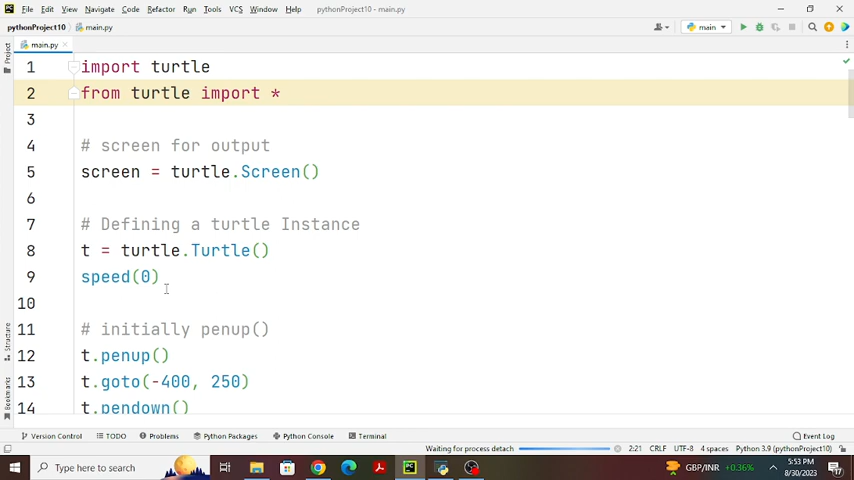 File Edit View Navigate Code Refactor Run Tools VCS Window Help pythonProject10 - main.py
pythonProject10 main.py main
main.py
Project
1 import turtle
2 from turtle import *
3
4 # screen for output
5 screen = turtle.Screen()
6
7 # Defining a turtle Instance
8 t = turtle.Turtle()
9 speed(0)
10
11 # initially penup()
12 t.penup()
13 t.goto(-400, 250)
14 t.pendown()
Structure
Bookmarks
Version Control TODO Problems Python Packages Python Console Terminal Event Log
Waiting for process detach 2:21 CRLF UTF-8 4 spaces Python 3.9 (pythonProject10)
Type here to search GBP/INR +0.36% 5:53 PM
8/30/2023 17